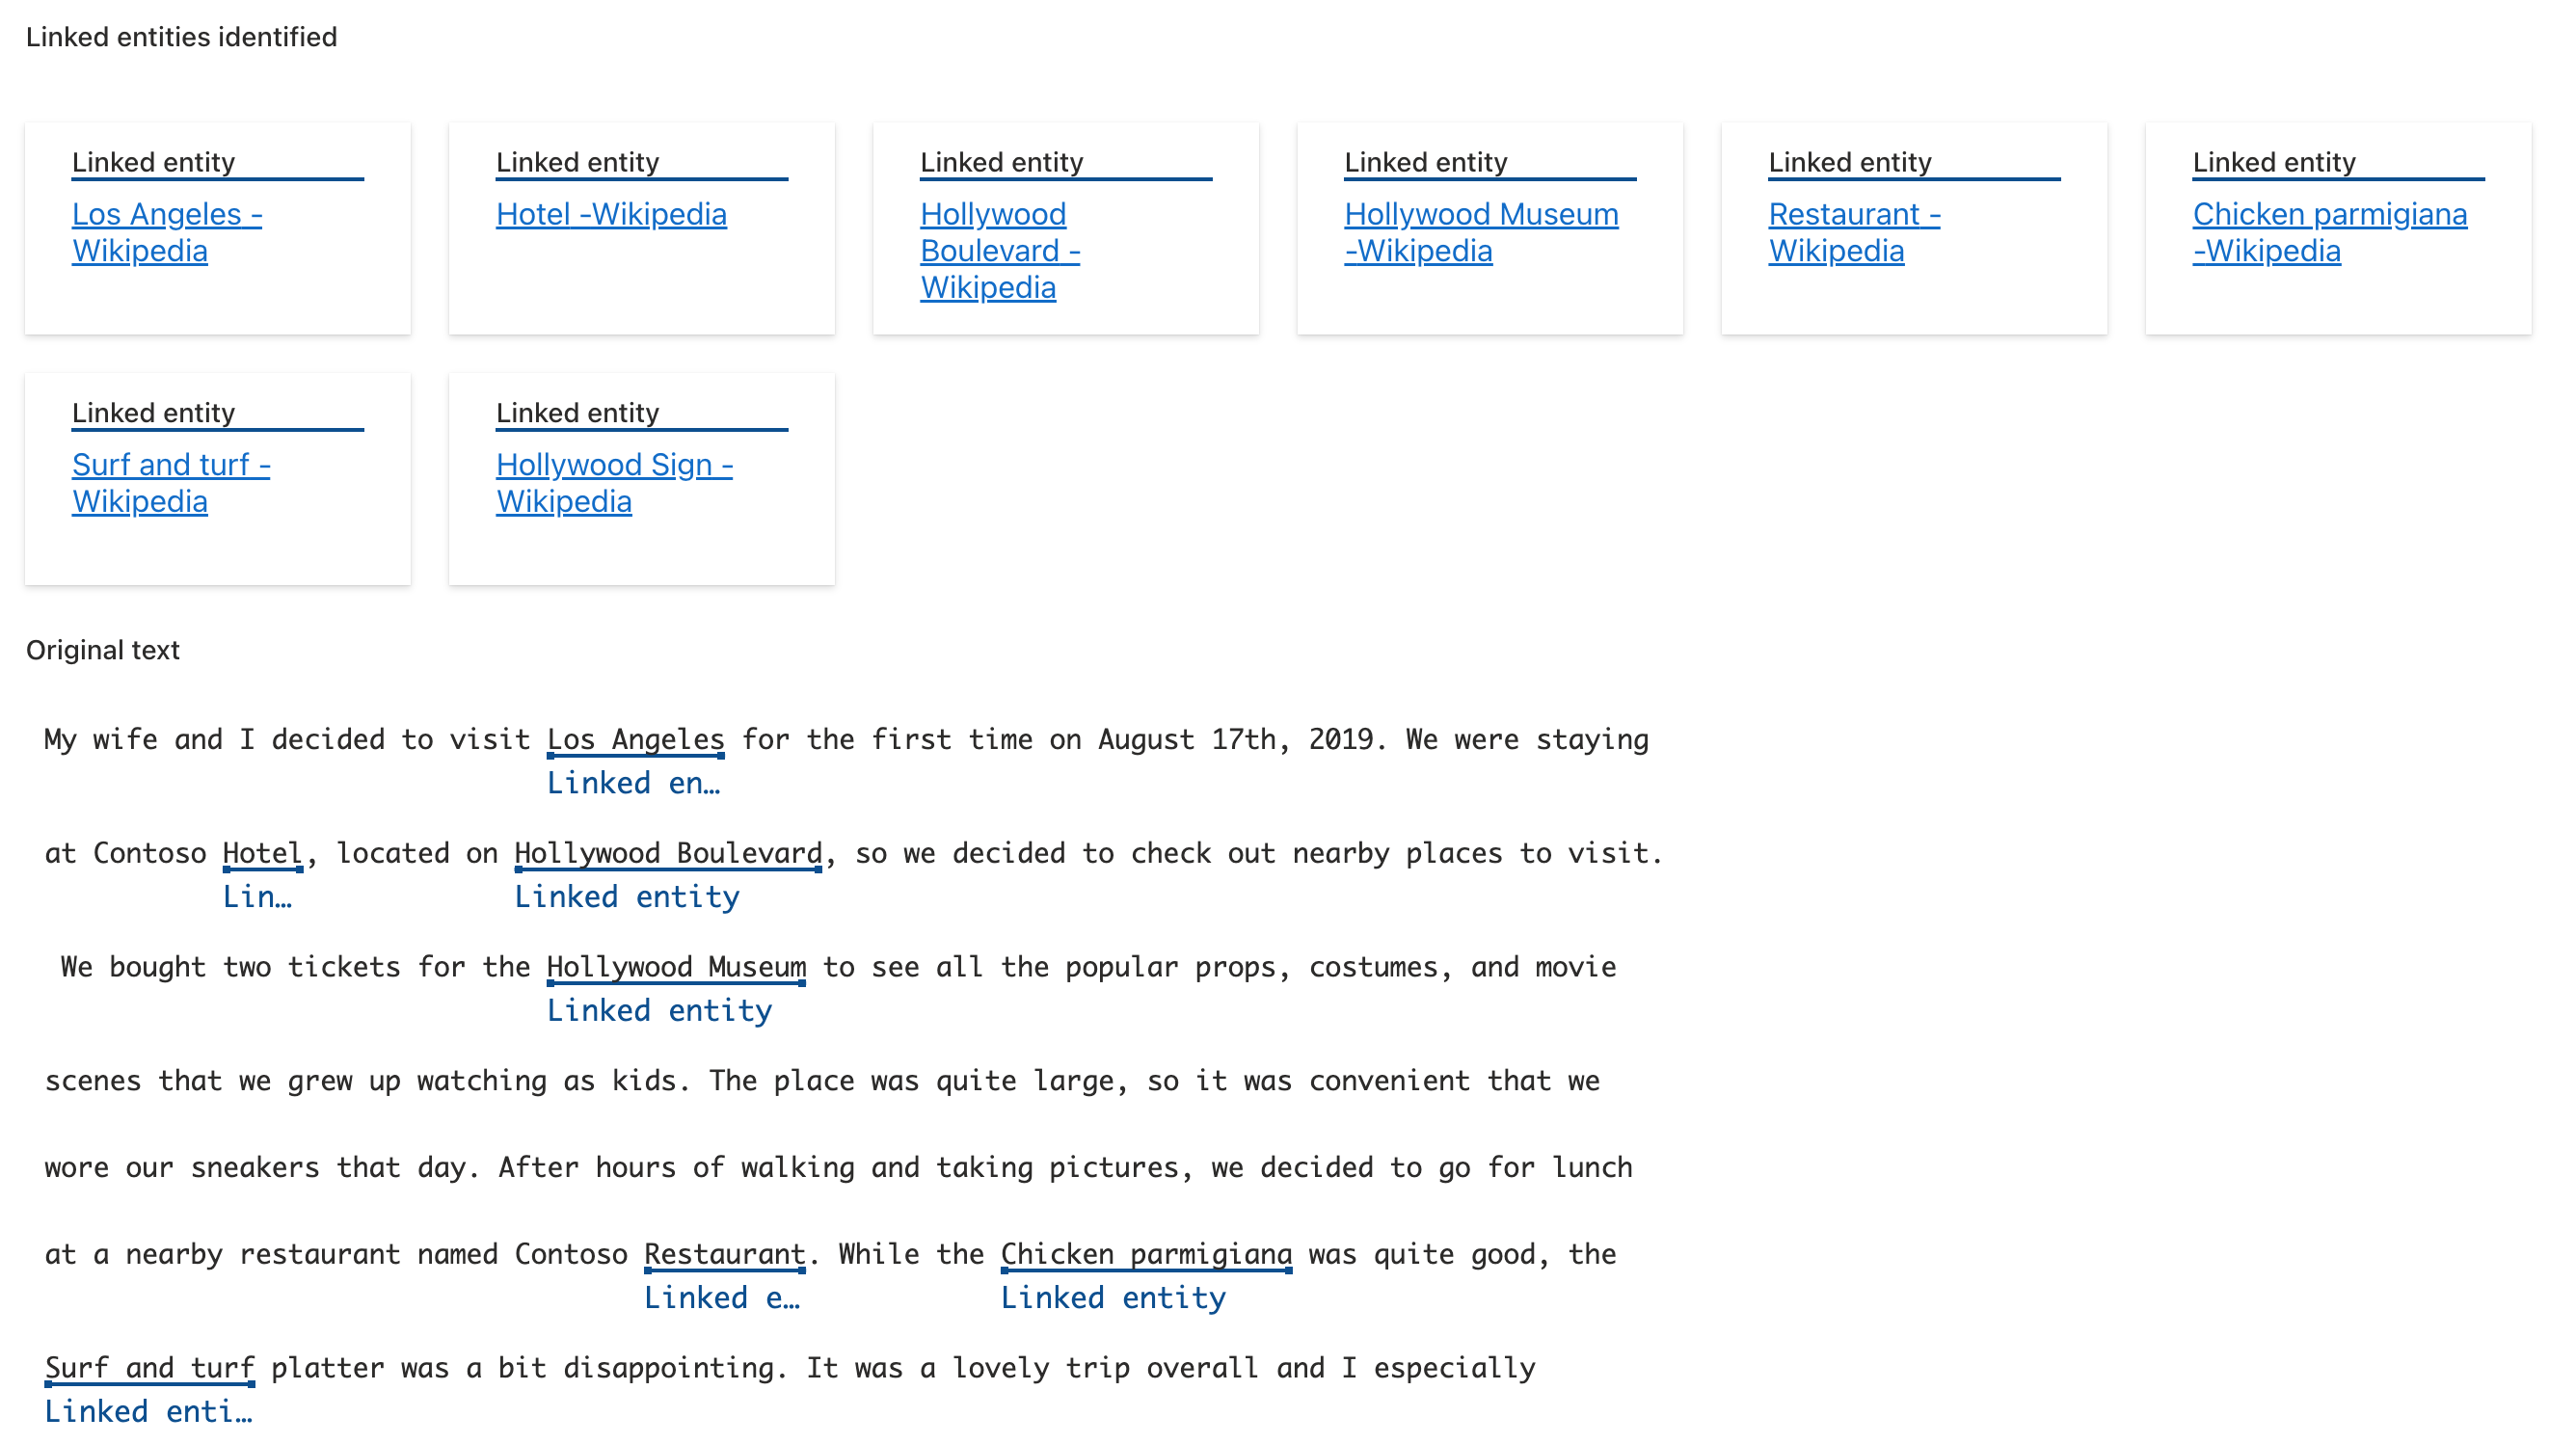 Linked entities identified
Linked entity
Los Angeles -
Wikipedia
Linked entity
Hotel -Wikipedia
Linked entity
Hollywood
Boulevard -
Wikipedia
Linked entity
Hollywood Museum
-Wikipedia
Linked entity
Restaurant -
Wikipedia
Linked entity
Chicken parmigiana
-Wikipedia
Linked entity
Surf and turf -
Wikipedia
Linked entity
Hollywood Sign -
Wikipedia
Original text
My wife and I decided to visit Los Angeles for the first time on August 17th, 2019. We were staying
Linked en…
at Contoso Hotel, located on Hollywood Boulevard, so we decided to check out nearby places to visit.
Lin… Linked entity
We bought two tickets for the Hollywood Museum to see all the popular props, costumes, and movie
Linked entity
scenes that we grew up watching as kids. The place was quite large, so it was convenient that we
wore our sneakers that day. After hours of walking and taking pictures, we decided to go for lunch
at a nearby restaurant named Contoso Restaurant. While the Chicken parmigiana was quite good, the
Linked e… Linked entity
Surf and turf platter was a bit disappointing. It was a lovely trip overall and I especially
Linked enti…